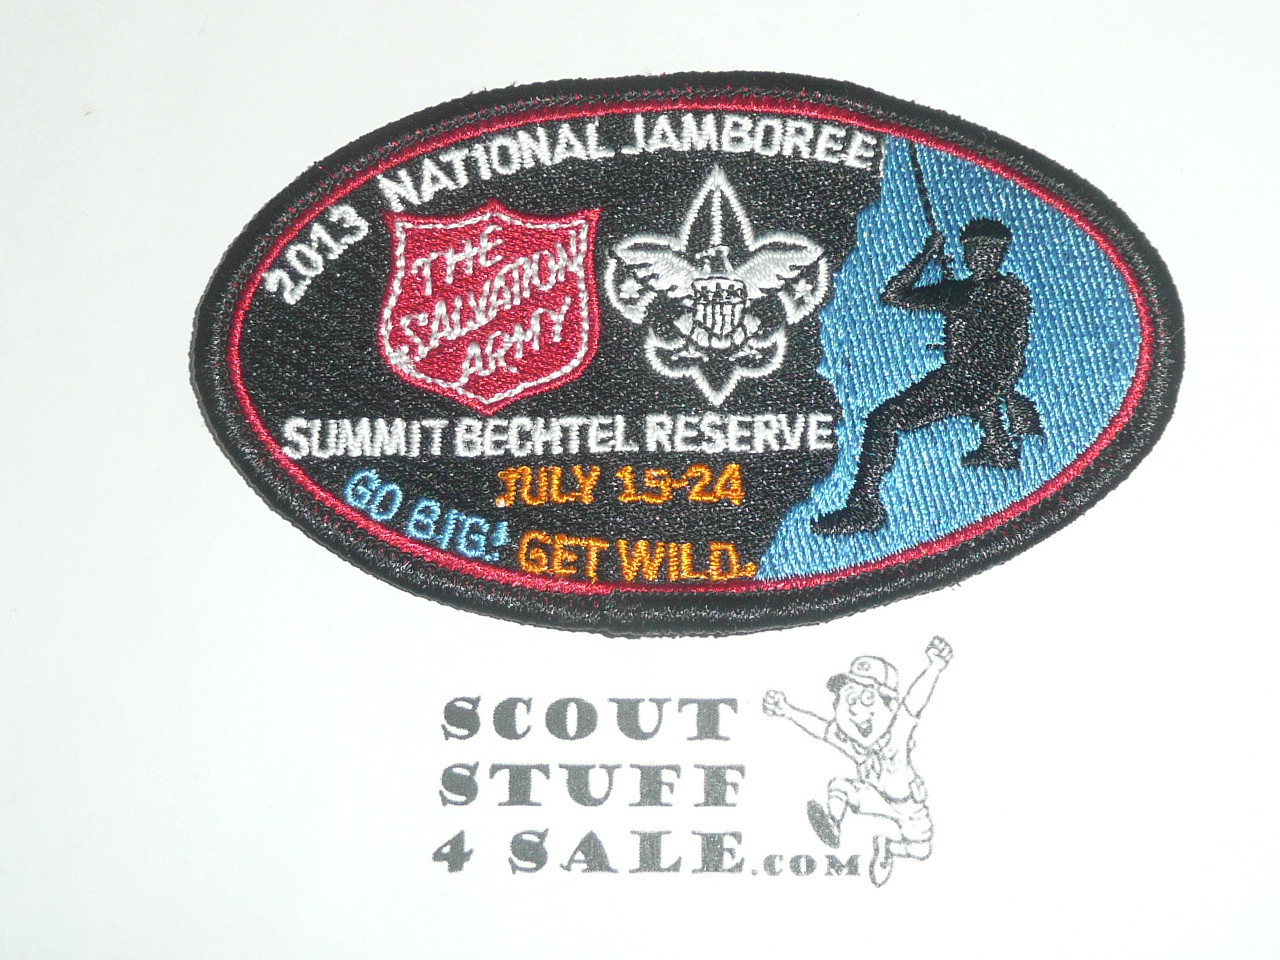 2013 NATIONAL JAMBOREE
THE
SALVATION
ARMY
SUMMIT BECHTEL RESERVE
JULY 15-24
GO BIG! GET WILD.
SCOUT
STUFF
4 SALE.COM